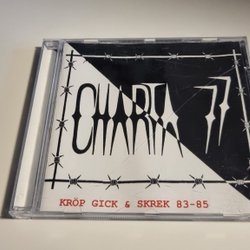 CHARTA 77
KRÖP GICK & SKREK 83-85